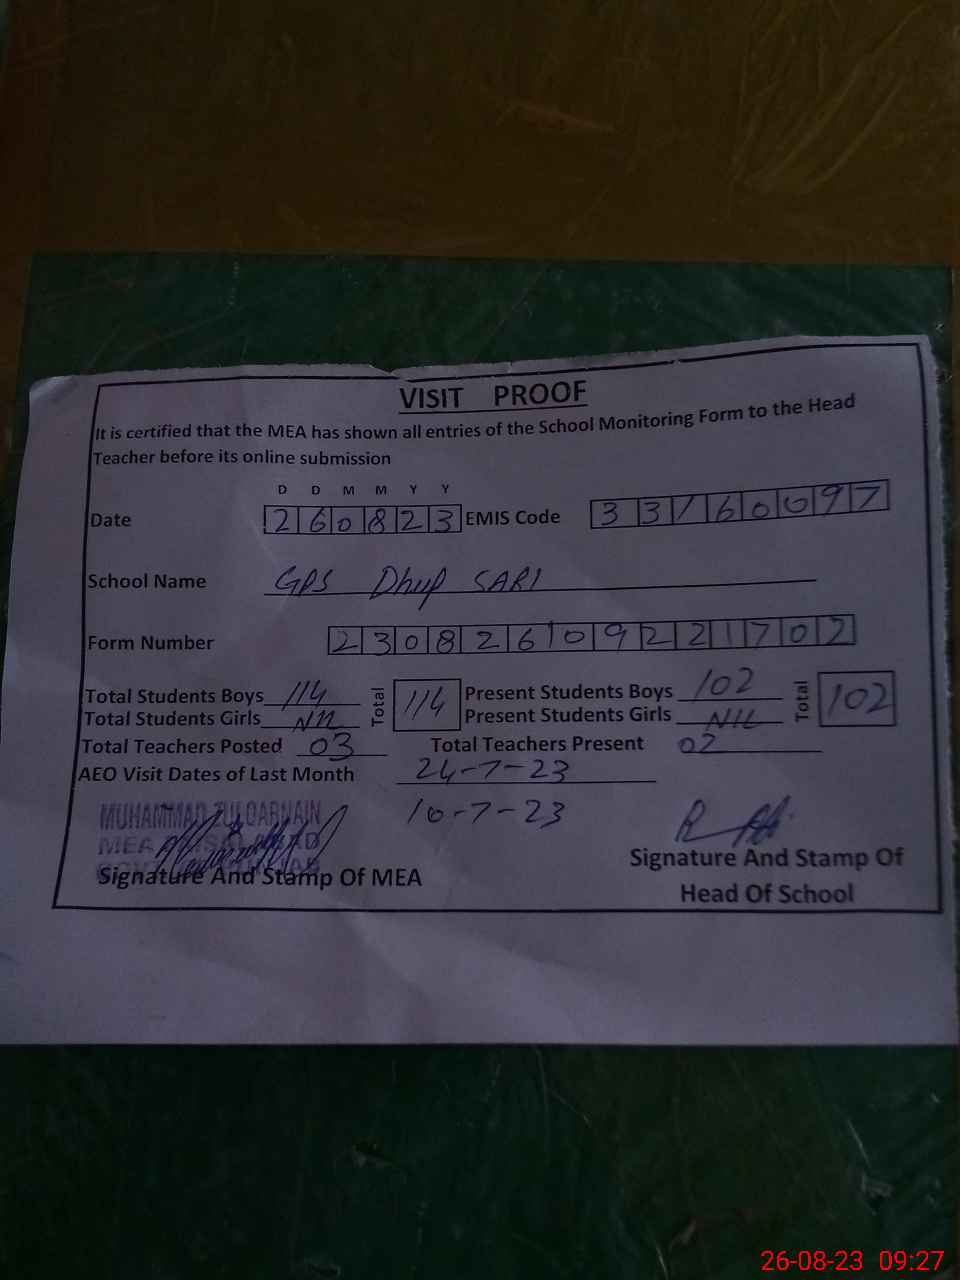 VISIT PROOF
It is certified that the MEA has shown all entries of the School Monitoring Form to the Head
Teacher before its online submission
D D M M Y Y
Date 260823 EMIS Code 33160097
School Name GPS Dhup SARI
Form Number 23082609221702
Total Students Boys 114 Total 114 Present Students Boys 102 Total 102
Total Students Girls Nil Present Students Girls NIL
Total Teachers Posted 03 Total Teachers Present 02
AEO Visit Dates of Last Month 24-7-23
10-7-23
MUHAMMAD ZULQARNAIN
MEA
Signature And Stamp Of MEA
Signature And Stamp Of
Head Of School
26-08-23 09:27